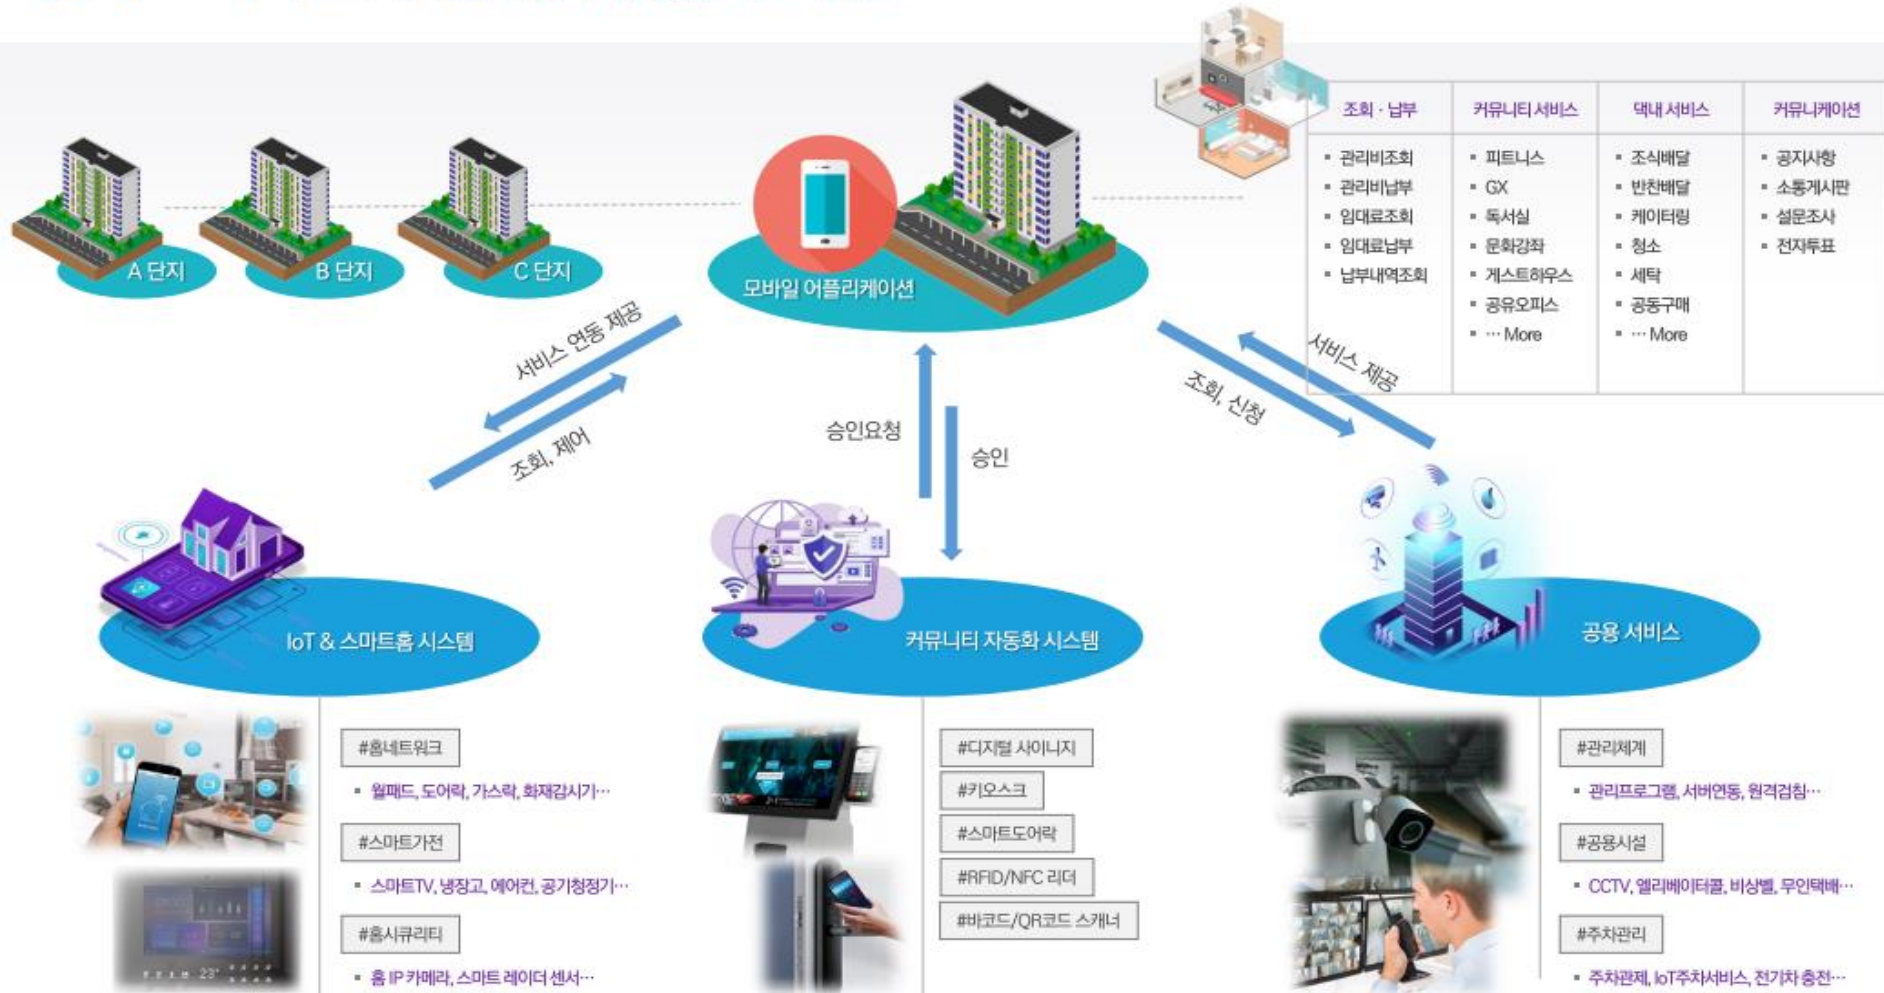 조회 · 납부
관리비조회
관리비납부
임대료조회
임대료납부
납부내역조회
커뮤니티 서비스
피트니스
GX
독서실
문화강좌
게스트하우스
공유오피스
… More
댁내 서비스
조식배달
반찬배달
케이터링
청소
세탁
공동구매
… More
커뮤니케이션
공지사항
소통게시판
설문조사
전자투표
A 단지
B 단지
C 단지
모바일 어플리케이션
서비스 연동 제공
조회, 제어
승인요청
승인
서비스 제공
조회, 신청
IoT & 스마트홈 시스템
#홈네트워크
월패드, 도어락, 가스락, 화재감시기…
#스마트가전
스마트TV, 냉장고, 에어컨, 공기청정기…
#홈시큐리티
홈 IP 카메라, 스마트 레이더 센서…
23°
커뮤니티 자동화 시스템
#디지털 사이니지
#키오스크
#스마트도어락
#RFID/NFC 리더
#바코드/QR코드 스캐너
공용 서비스
#관리체계
관리프로그램, 서버연동, 원격검침…
#공용시설
CCTV, 엘리베이터콜, 비상벨, 무인택배…
#주차관리
주차관제, IoT주차서비스, 전기차 충전…